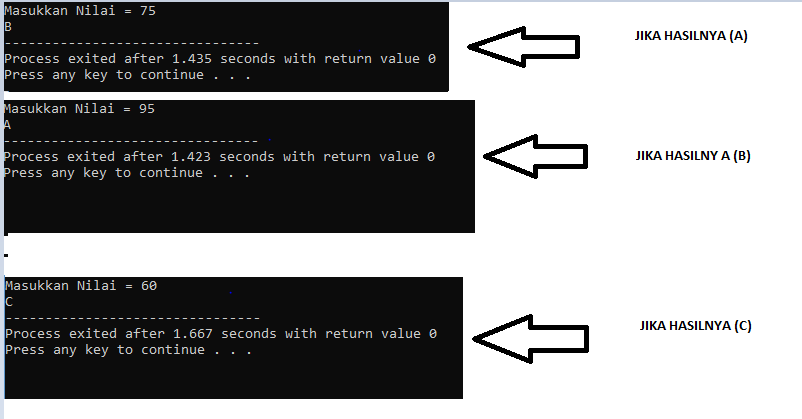 Masukkan Nilai = 75
B
--------------------------------
Process exited after 1.435 seconds with return value 0
Press any key to continue . . .
JIKA HASILNYA (A)
Masukkan Nilai = 95
A
--------------------------------
Process exited after 1.423 seconds with return value 0
Press any key to continue . . .
JIKA HASILNY A (B)
Masukkan Nilai = 60
C
--------------------------------
Process exited after 1.667 seconds with return value 0
Press any key to continue . . .
JIKA HASILNYA (C)